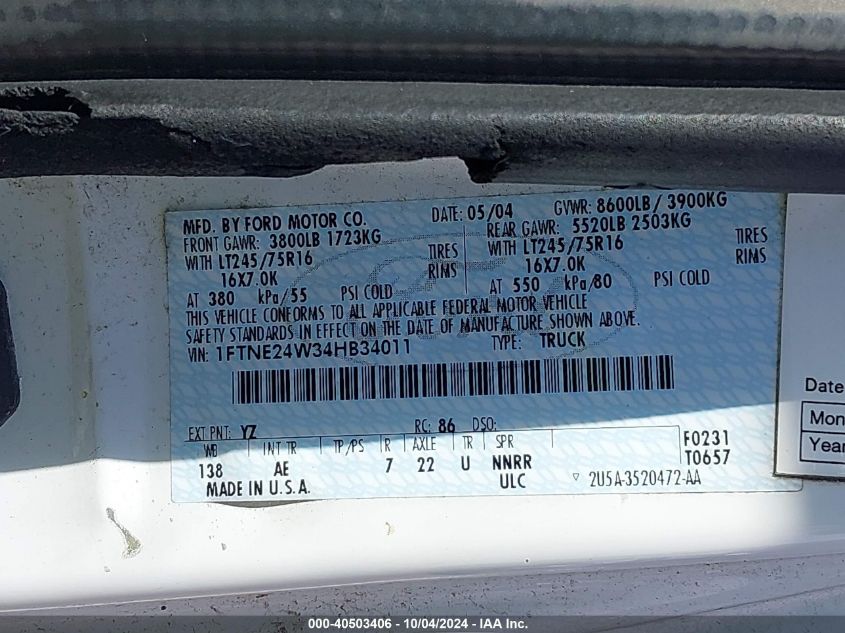 MFD. BY FORD MOTOR CO. DATE: 05/04 GVWR: 8600LB / 3900KG
FRONT GAWR: 3800LB 1723KG REAR GAWR: 5520LB 2503KG
WITH LT245/75R16 TIRES WITH LT245/75R16 TIRES
16X7.0K RIMS 16X7.0K RIMS
AT 380 kPa/55 PSI COLD AT 550 kPa/80 PSI COLD
THIS VEHICLE CONFORMS TO ALL APPLICABLE FEDERAL MOTOR VEHICLE
SAFETY STANDARDS IN EFFECT ON THE DATE OF MANUFACTURE SHOWN ABOVE.
VIN: 1FTNE24W34HB34011 TYPE: TRUCK
EXT PNT: YZ RC: 86 DSO:
WB INT TR TP/PS R AXLE TR SPR F0231
138 AE 7 22 U NNRR T0657
MADE IN U.S.A. ULC ▽ 2U5A-3520472-AA
Date
Mon
Year
000-40503406 - 10/04/2024 - IAA Inc.